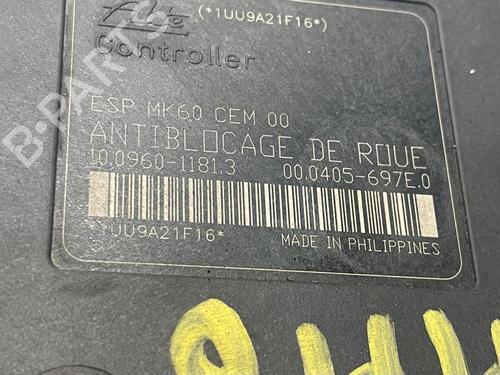 Ate (*1UU9A21F16*)
Controller
ESP MK60 CEM 00
ANTIBLOCAGE DE ROUE
10.0960-1181.3 00.0405-697E.0
*1UU9A21F16* MADE IN PHILIPPINES
B-PARTS